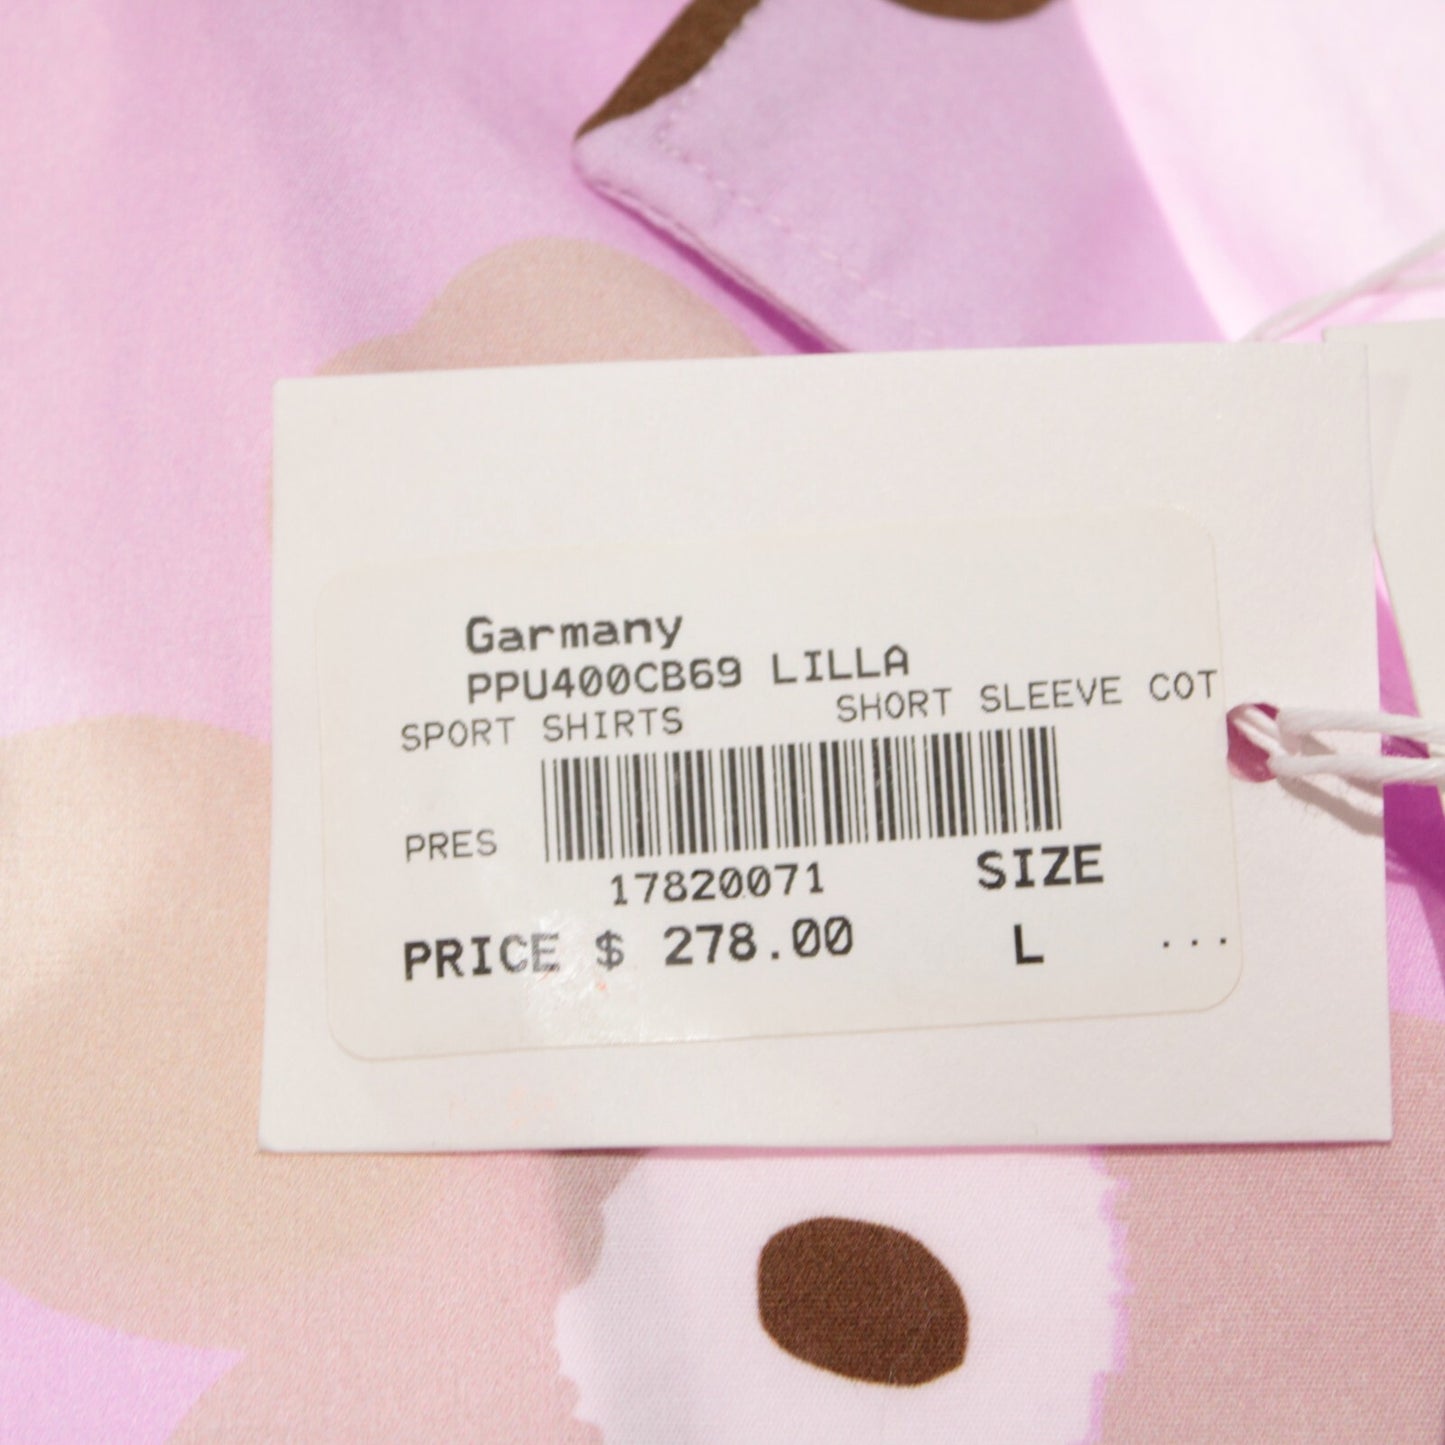 Garmany
PPU400CB69 LILLA
SPORT SHIRTS SHORT SLEEVE COT
PRES
17820071 SIZE
PRICE $ 278.00 L ...